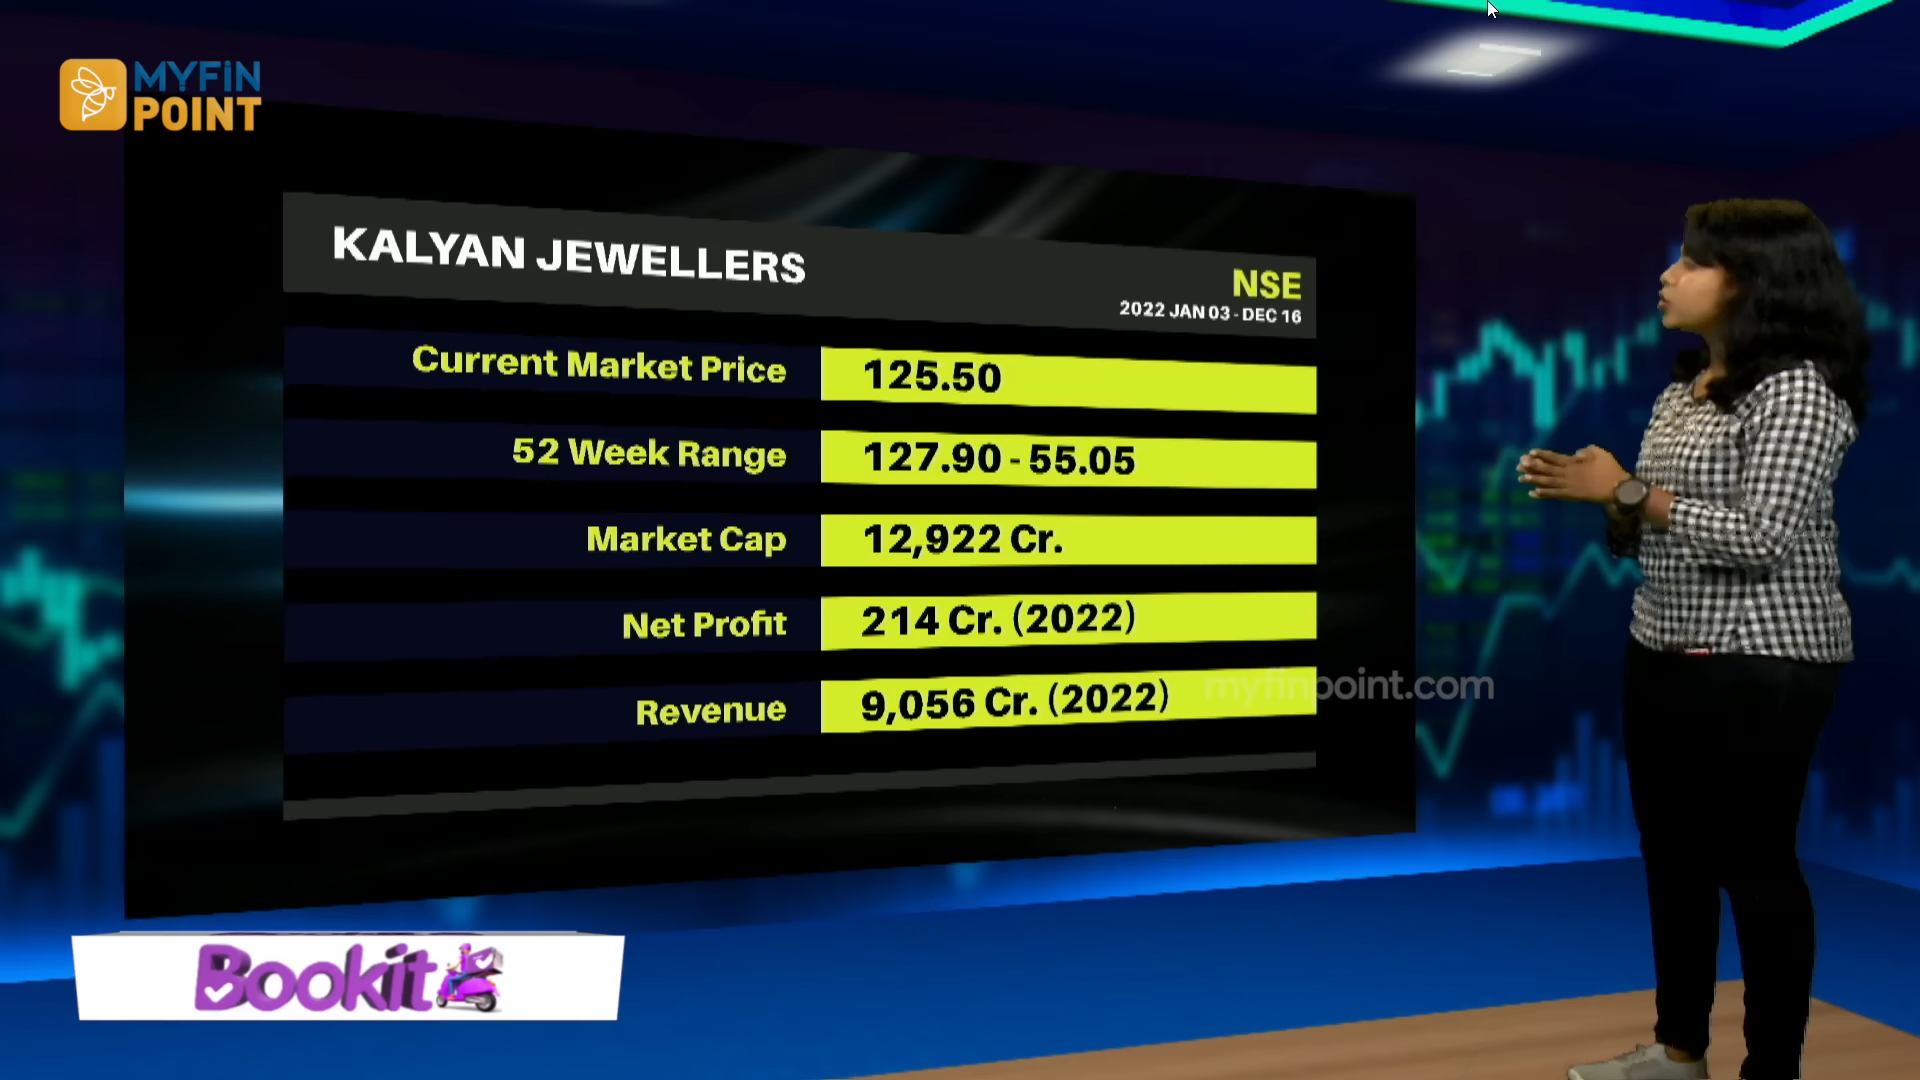 MYFiN
POINT
KALYAN JEWELLERS
NSE
2022 JAN 03 - DEC 16
Current Market Price 125.50
52 Week Range 127.90 - 55.05
Market Cap 12,922 Cr.
Net Profit 214 Cr. (2022)
Revenue 9,056 Cr. (2022)
myfinpoint.com
Bookit